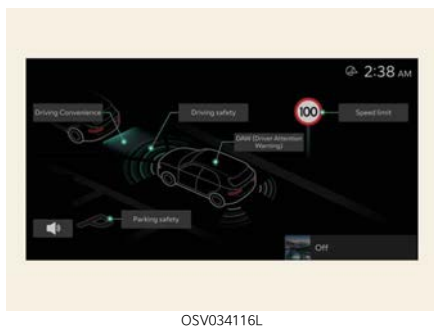 2:38 AM
Driving Convenience
Driving safety
100
Speed limit
DAW (Driver Attention
Warning)
Parking safety
Off
OSV034116L